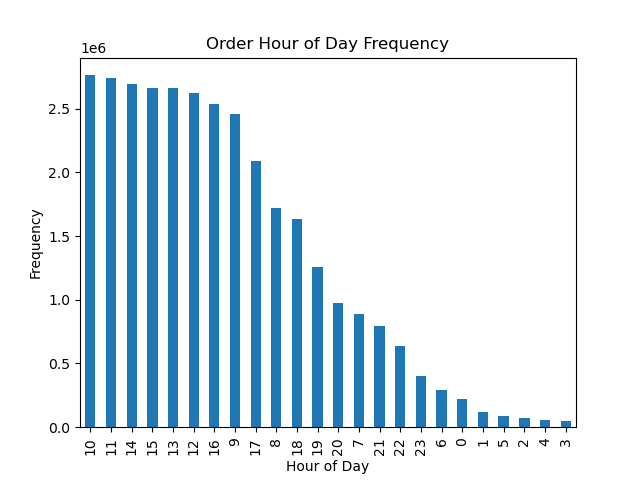 Order Hour of Day Frequency
1e6
2.5
2.0
1.5
1.0
0.5
0.0
Frequency
10 11 14 15 13 12 16 9 17 8 18 19 20 7 21 22 23 6 0 1 5 2 4 3
Hour of Day